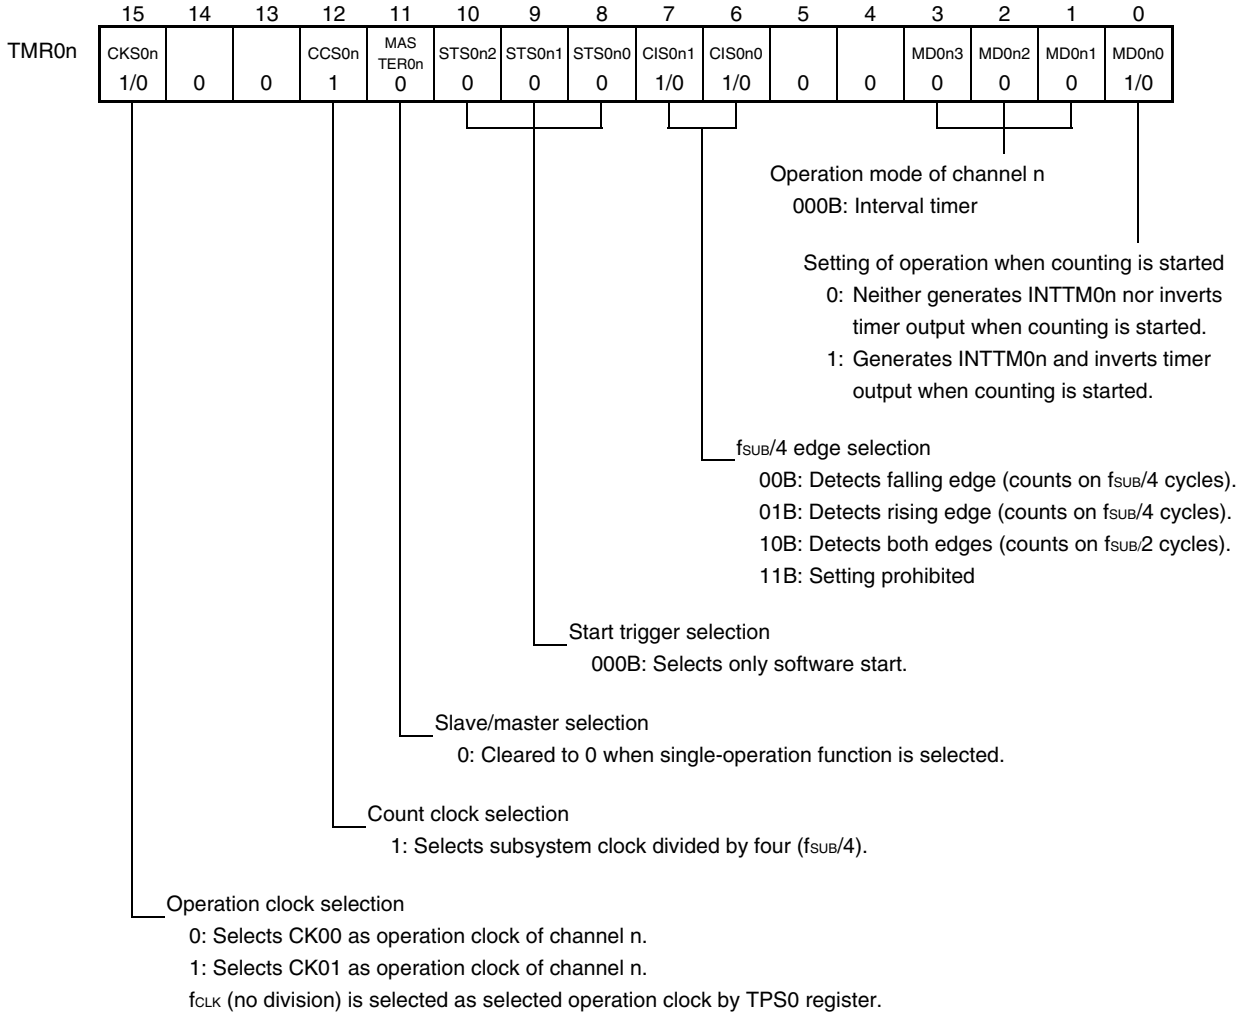 15 14 13 12 11 10 9 8 7 6 5 4 3 2 1 0
TMR0n
CKS0n CCS0n MAS TER0n STS0n2 STS0n1 STS0n0 CIS0n1 CIS0n0 MD0n3 MD0n2 MD0n1 MD0n0
1/0 0 0 1 0 0 0 0 1/0 1/0 0 0 0 0 0 1/0
Operation mode of channel n
000B: Interval timer
Setting of operation when counting is started
0: Neither generates INTTM0n nor inverts
timer output when counting is started.
1: Generates INTTM0n and inverts timer
output when counting is started.
fSUB/4 edge selection
00B: Detects falling edge (counts on fSUB/4 cycles).
01B: Detects rising edge (counts on fSUB/4 cycles).
10B: Detects both edges (counts on fSUB/2 cycles).
11B: Setting prohibited
Start trigger selection
000B: Selects only software start.
Slave/master selection
0: Cleared to 0 when single-operation function is selected.
Count clock selection
1: Selects subsystem clock divided by four (fSUB/4).
Operation clock selection
0: Selects CK00 as operation clock of channel n.
1: Selects CK01 as operation clock of channel n.
fCLK (no division) is selected as selected operation clock by TPS0 register.